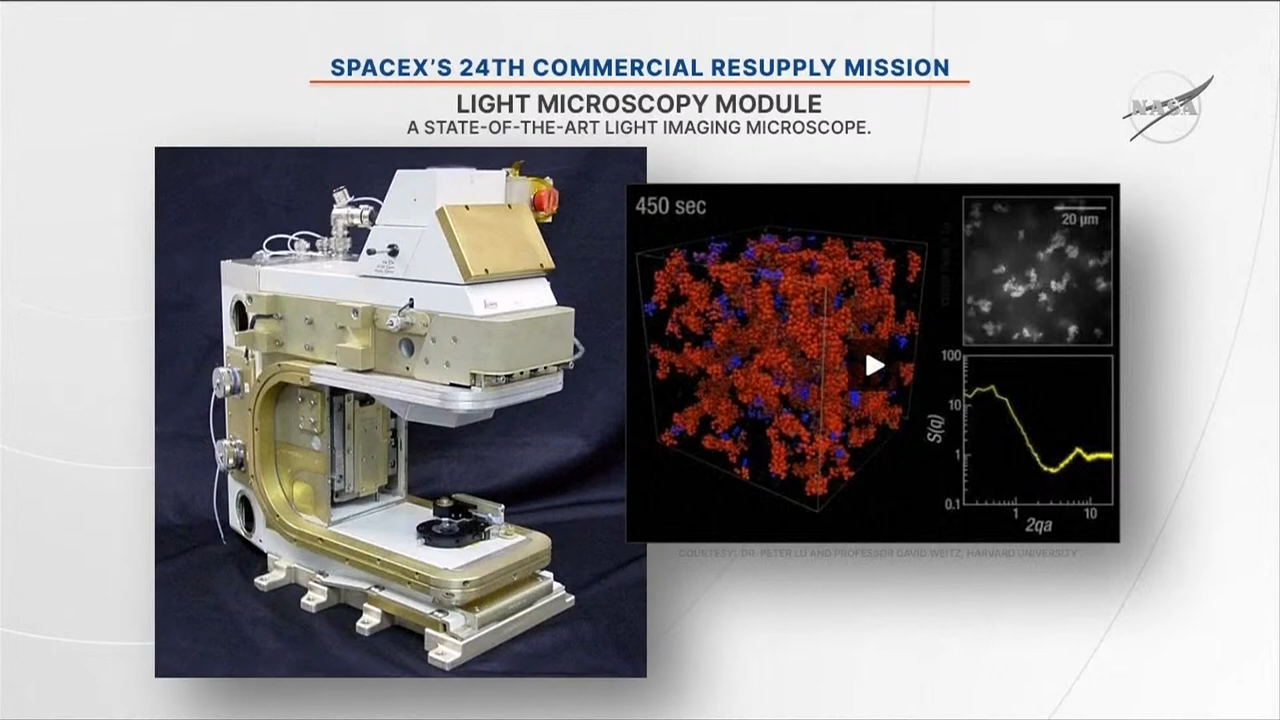 SPACEX'S 24TH COMMERCIAL RESUPPLY MISSION
LIGHT MICROSCOPY MODULE
A STATE-OF-THE-ART LIGHT IMAGING MICROSCOPE.
NASA
450 sec
20 µm
100
10
1
0.1
S(q)
1
10
2qa
COURTESY: DR. PETER LU AND PROFESSOR DAVID WEITZ, HARVARD UNIVERSITY